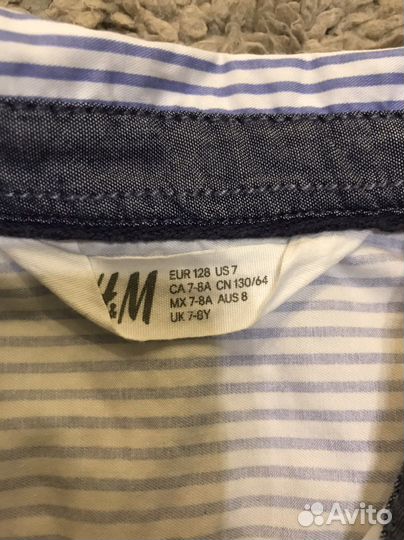 H&M
EUR 128 US 7
CA 7-8A CN 130/64
MX 7-8A AUS 8
UK 7-8Y
Avito